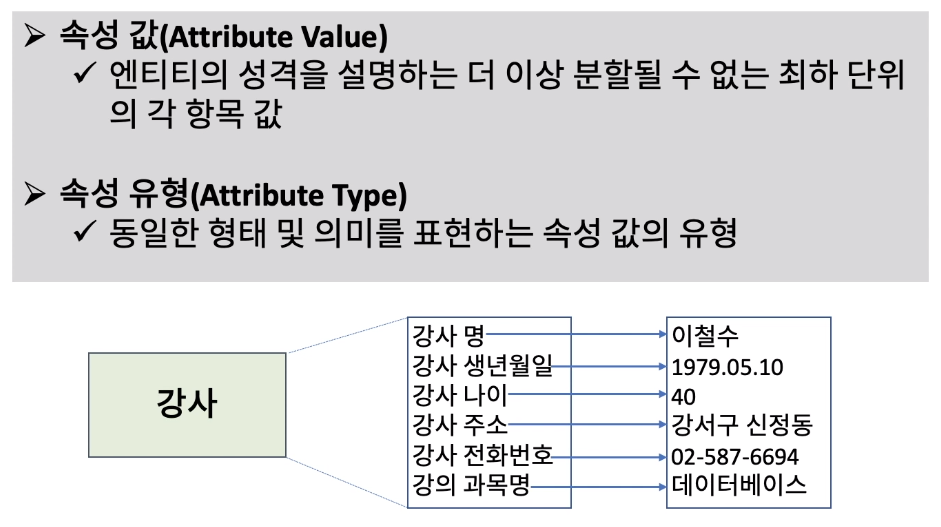 ➢ 속성 값(Attribute Value)
✓ 엔티티의 성격을 설명하는 더 이상 분할될 수 없는 최하 단위
의 각 항목 값
➢ 속성 유형(Attribute Type)
✓ 동일한 형태 및 의미를 표현하는 속성 값의 유형
강사
강사 명
강사 생년월일
강사 나이
강사 주소
강사 전화번호
강의 과목명
이철수
1979.05.10
40
강서구 신정동
02-587-6694
데이터베이스